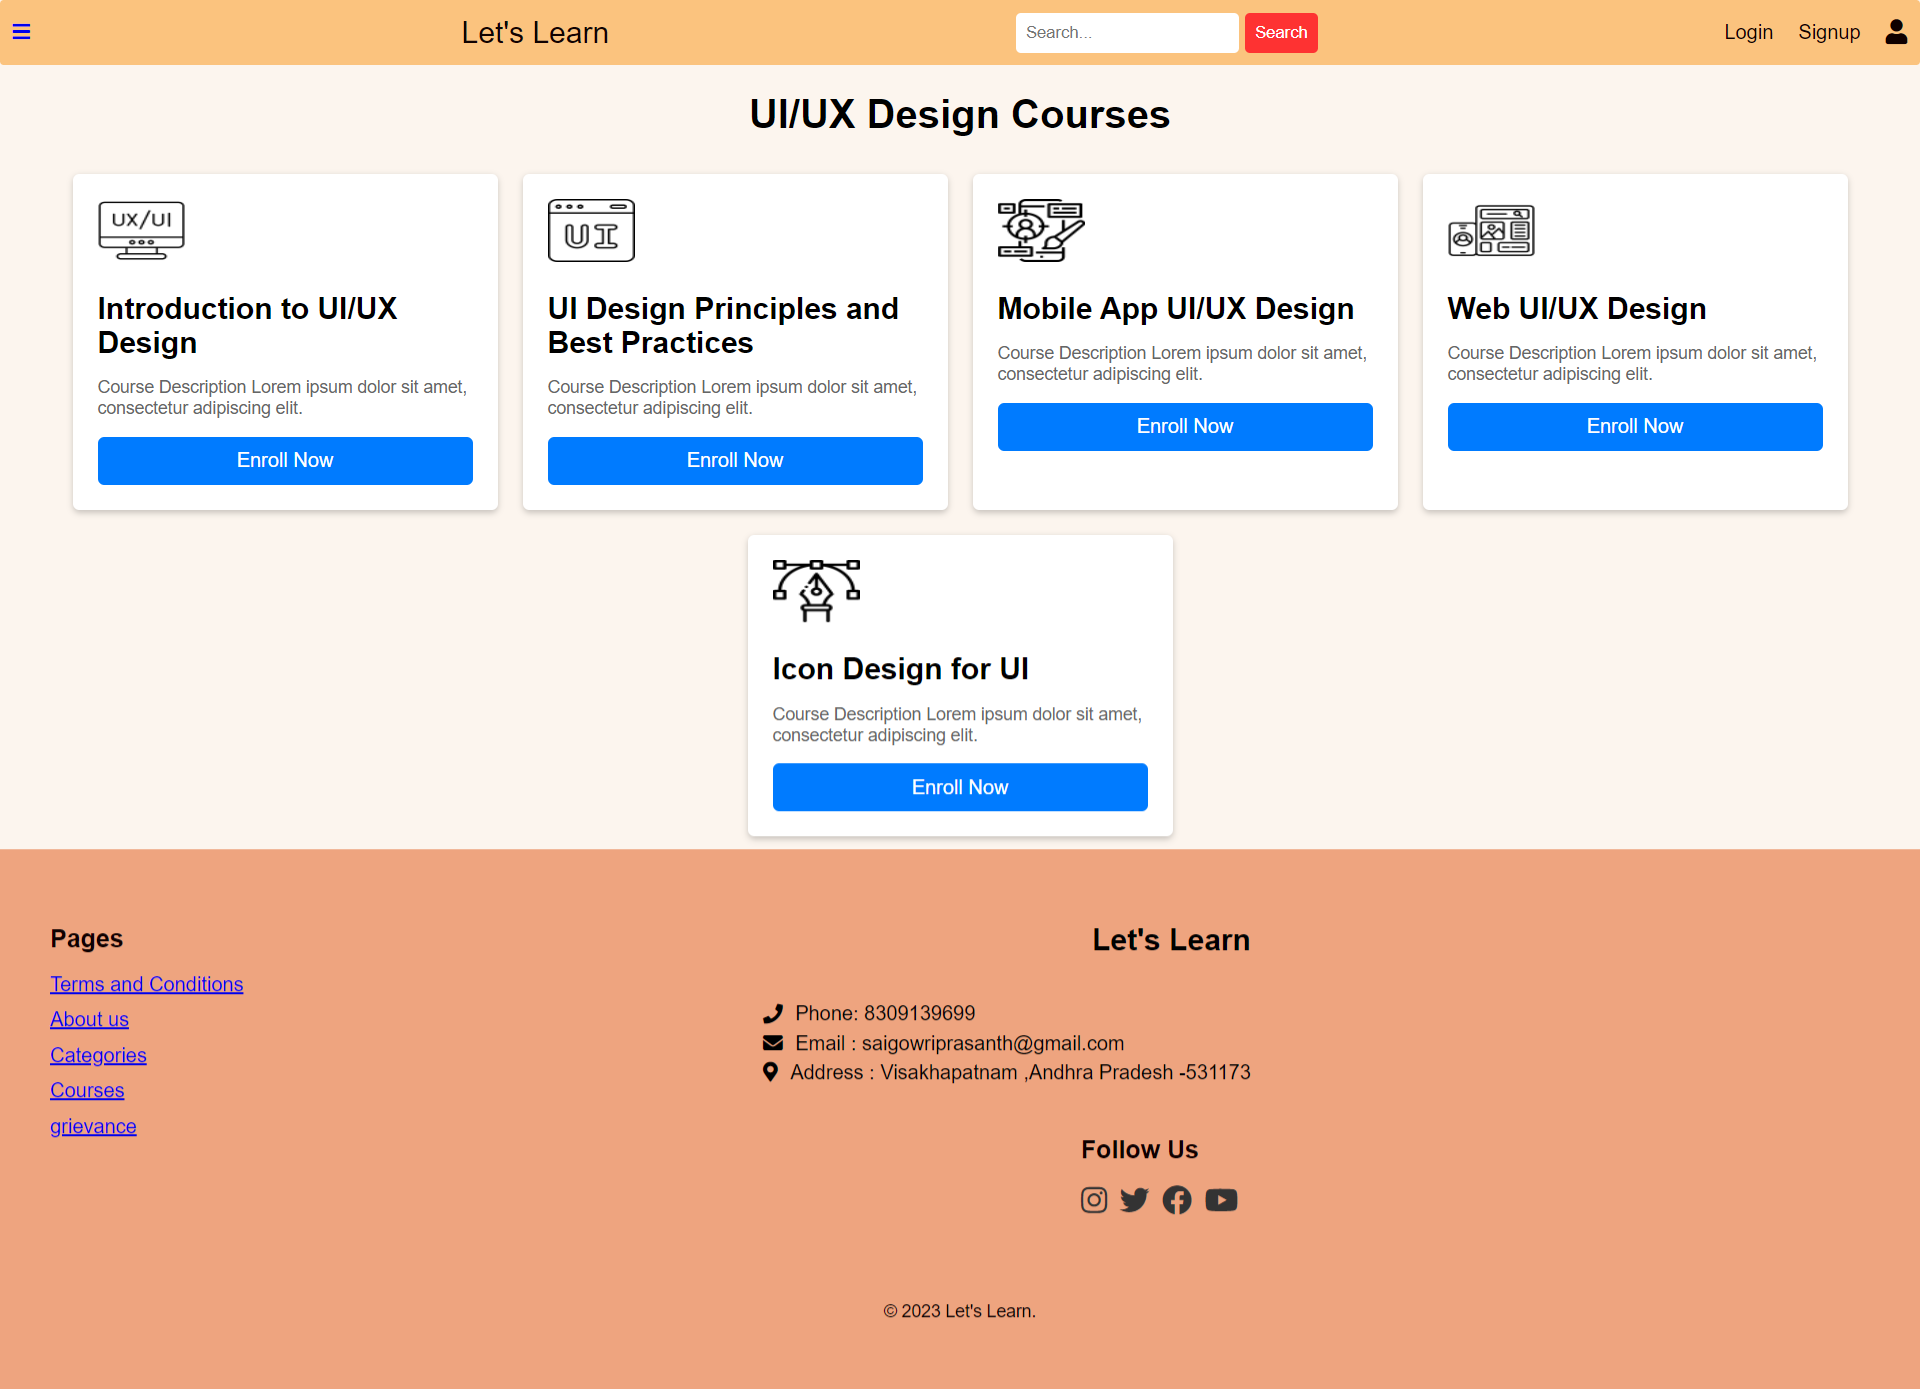 Let's Learn
Search...
Search
Login
Signup
UI/UX Design Courses
UX/UI
Introduction to UI/UX
Design
Course Description Lorem ipsum dolor sit amet,
consectetur adipiscing elit.
Enroll Now
UI
UI Design Principles and
Best Practices
Course Description Lorem ipsum dolor sit amet,
consectetur adipiscing elit.
Enroll Now
Mobile App UI/UX Design
Course Description Lorem ipsum dolor sit amet,
consectetur adipiscing elit.
Enroll Now
Web UI/UX Design
Course Description Lorem ipsum dolor sit amet,
consectetur adipiscing elit.
Enroll Now
Icon Design for UI
Course Description Lorem ipsum dolor sit amet,
consectetur adipiscing elit.
Enroll Now
Pages
Terms and Conditions
About us
Categories
Courses
grievance
Let's Learn
Phone: 8309139699
Email : saigowriprasanth@gmail.com
Address : Visakhapatnam ,Andhra Pradesh -531173
Follow Us
© 2023 Let's Learn.